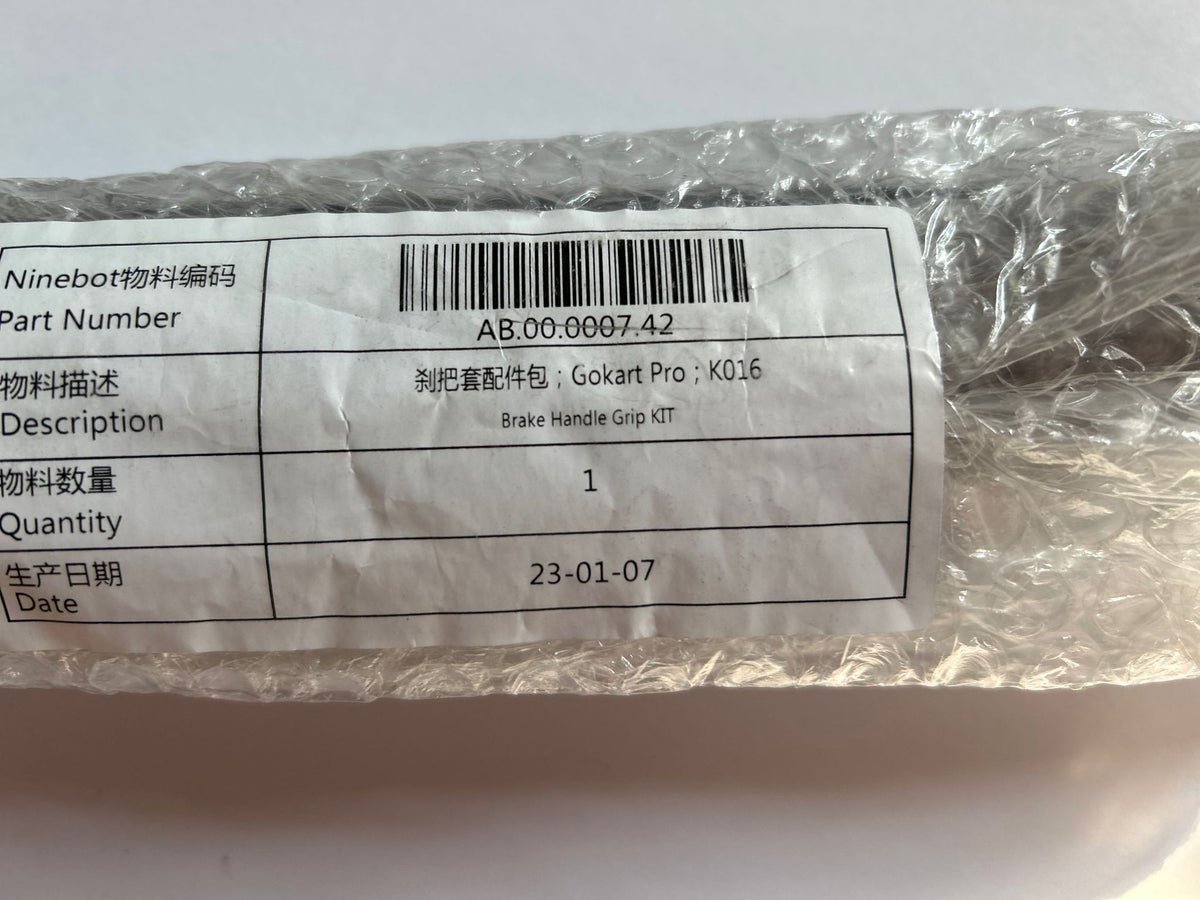 Ninebot物料编码
Part Number
AB.00.0007.42
物料描述
Description
刹把套配件包；Gokart Pro；K016
Brake Handle Grip KIT
物料数量
Quantity
1
生产日期
Date
23-01-07